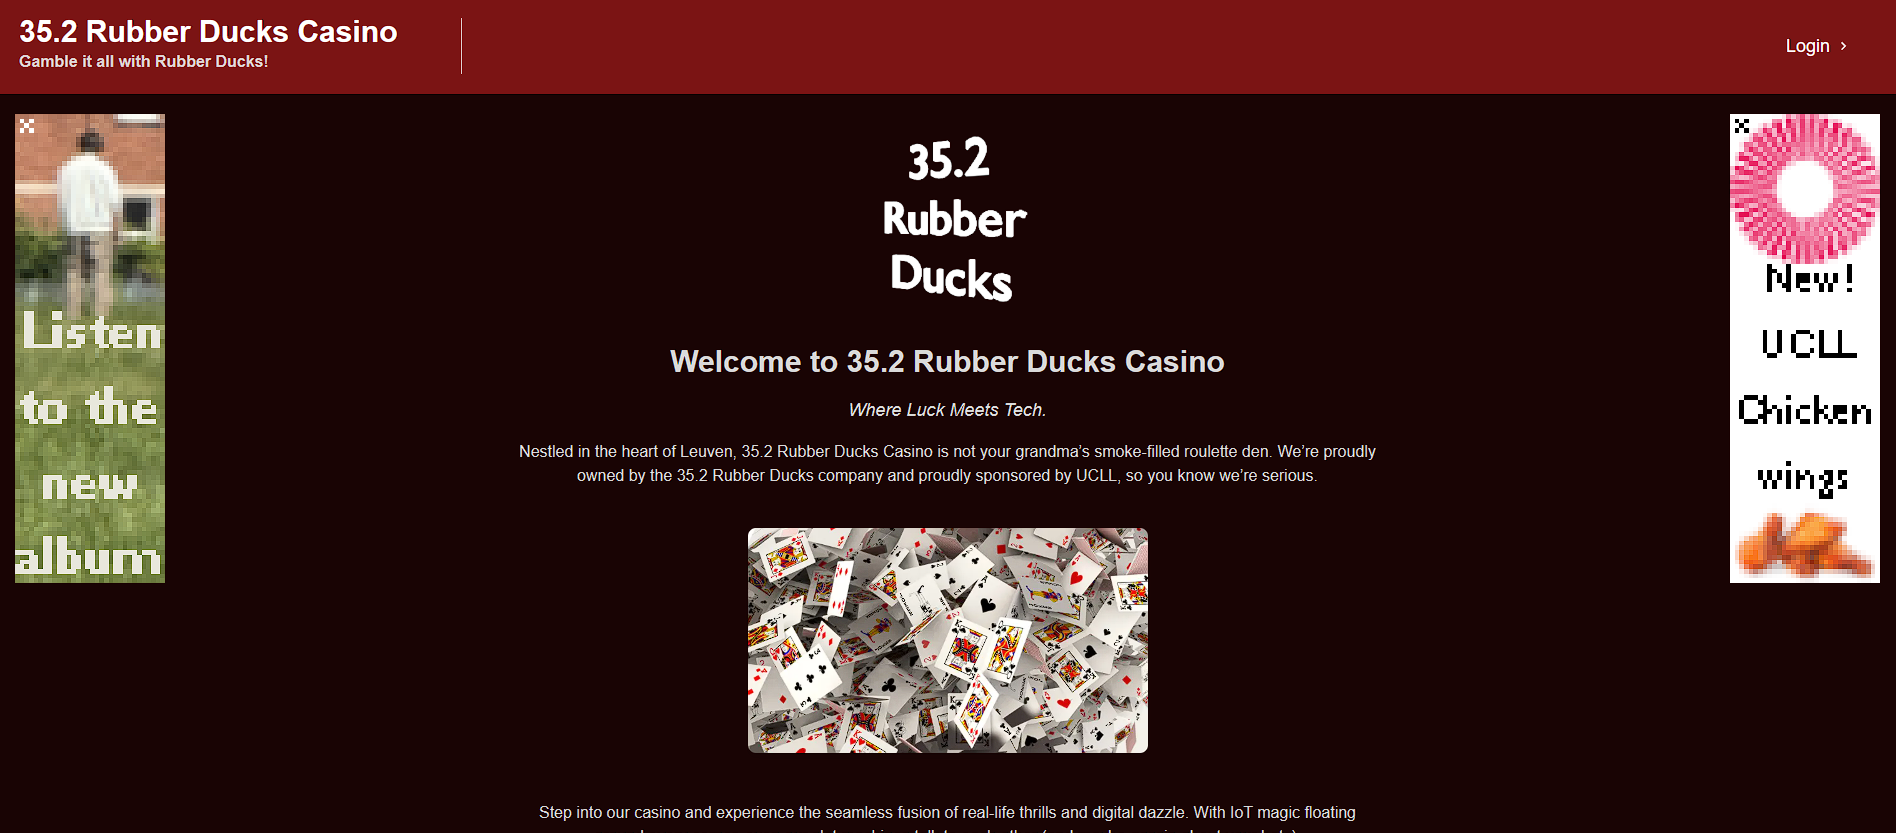 35.2 Rubber Ducks Casino
Gamble it all with Rubber Ducks!
Login
Listen
to the
new
album
35.2
Rubber
Ducks
Welcome to 35.2 Rubber Ducks Casino
Where Luck Meets Tech.
Nestled in the heart of Leuven, 35.2 Rubber Ducks Casino is not your grandma’s smoke-filled roulette den. We’re proudly
owned by the 35.2 Rubber Ducks company and proudly sponsored by UCLL, so you know we’re serious.
Step into our casino and experience the seamless fusion of real-life thrills and digital dazzle. With IoT magic floating
New!
UCLL
Chicken
wings